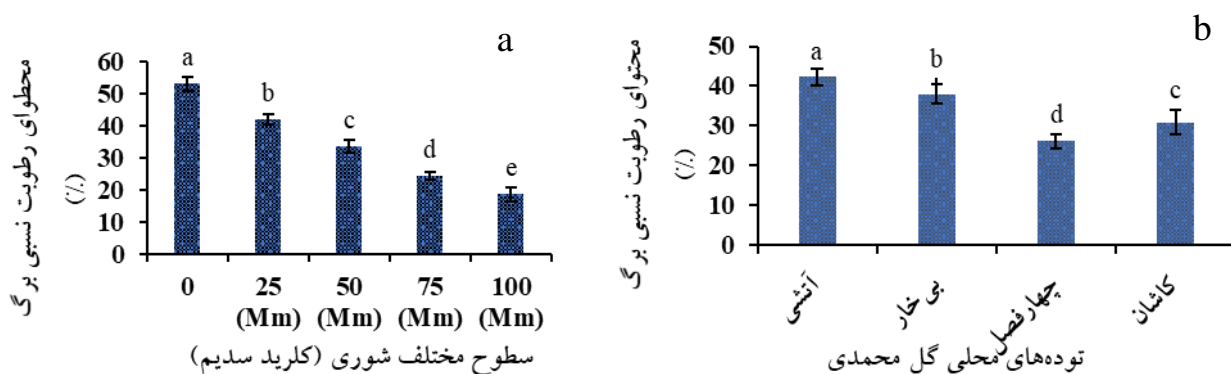 a
محطوای رطوبت نسبی برگ
(٪)
60
50
40
30
20
10
0
a
b
c
d
e
0 25 50 75 100
(Mm) (Mm) (Mm) (Mm)
سطوح مختلف شوری (کلرید سدیم)
b
محتوای رطوبت نسبی برگ
(٪)
50
40
30
20
10
0
a
b
d
c
آتشی
بی خار
چهارفصل
کاشان
توده‌های محلی گل محمدی